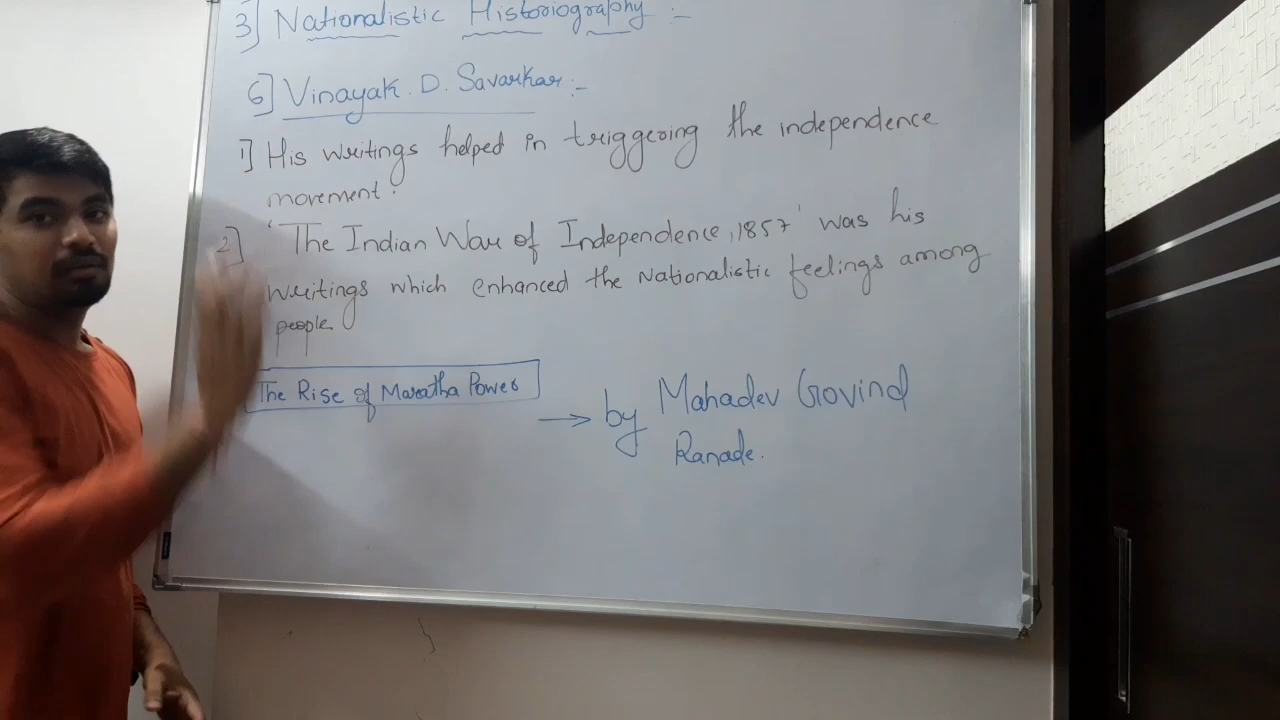 3] Nationalistic Historiography :-
6] Vinayak. D. Savarkar :-
1] His writings helped in triggering the independence
movement.
2] 'The Indian War of Independence, 1857' was his
writings which enhanced the Nationalistic feelings among
people.
The Rise of Maratha Power
→ by Mahadev Govind
Ranade.